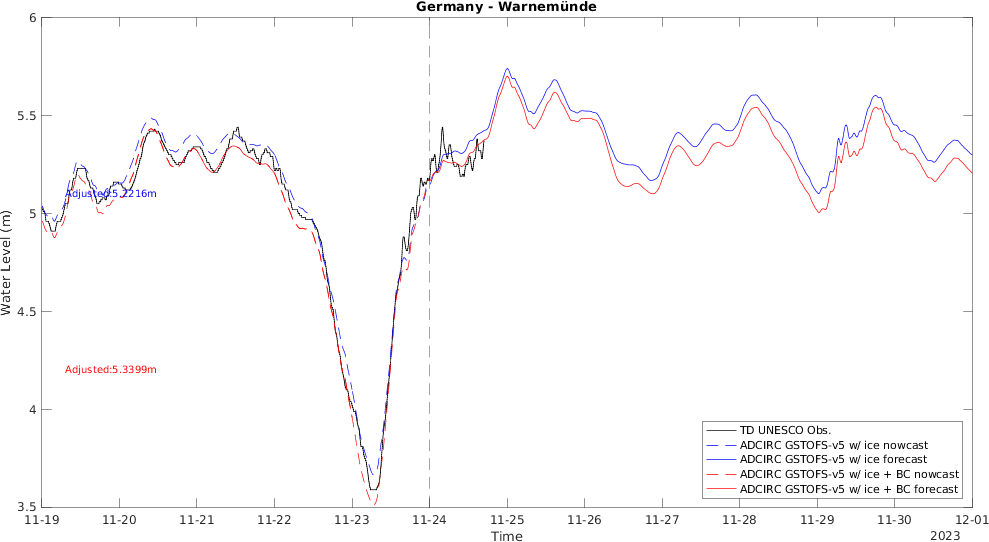 Germany - Warnemünde
6
5.5
5
4.5
4
3.5
Water Level (m)
Adjusted:5.2216m
Adjusted:5.3399m
TD UNESCO Obs.
ADCIRC GSTOFS-v5 w/ ice nowcast
ADCIRC GSTOFS-v5 w/ ice forecast
ADCIRC GSTOFS-v5 w/ ice + BC nowcast
ADCIRC GSTOFS-v5 w/ ice + BC forecast
11-19 11-20 11-21 11-22 11-23 11-24 11-25 11-26 11-27 11-28 11-29 11-30 12-01
Time
2023